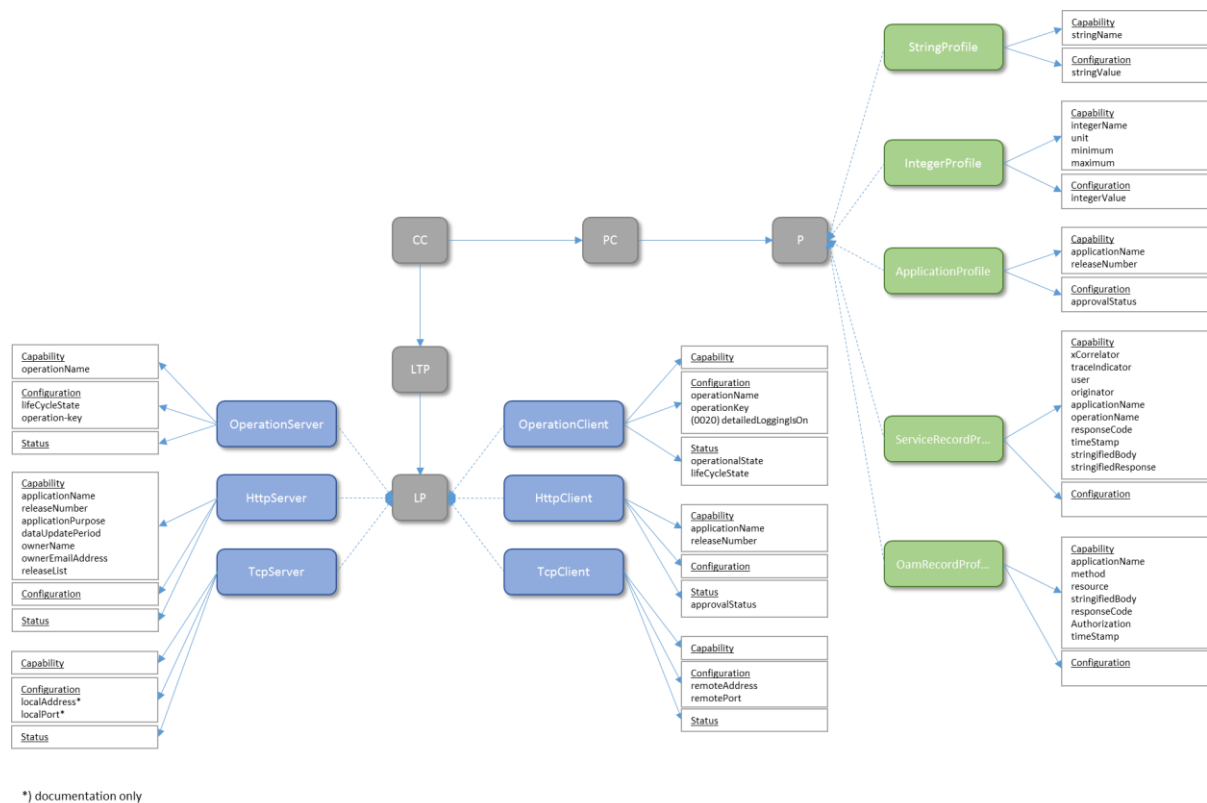 StringProfile
Capability
stringName
Configuration
stringValue
IntegerProfile
Capability
integerName
unit
minimum
maximum
Configuration
integerValue
CC
PC
P
ApplicationProfile
Capability
applicationName
releaseNumber
Configuration
approvalStatus
LTP
LP
Capability
operationName
Configuration
lifeCycleState
operation-key
Status
OperationServer
Capability
applicationName
releaseNumber
applicationPurpose
dataUpdatePeriod
ownerName
ownerEmailAddress
releaseList
Configuration
Status
HttpServer
TcpServer
Capability
Configuration
localAddress*
localPort*
Status
OperationClient
Capability
Configuration
operationName
operationKey
(0020) detailedLoggingIsOn
Status
operationalState
lifeCycleState
HttpClient
Capability
applicationName
releaseNumber
Configuration
Status
approvalStatus
TcpClient
Capability
Configuration
remoteAddress
remotePort
Status
ServiceRecordPr...
Capability
xCorrelator
traceIndicator
user
originator
applicationName
operationName
responseCode
timeStamp
stringifiedBody
stringifiedResponse
Configuration
OamRecordProf...
Capability
applicationName
method
resource
stringifiedBody
responseCode
Authorization
timeStamp
Configuration
*) documentation only